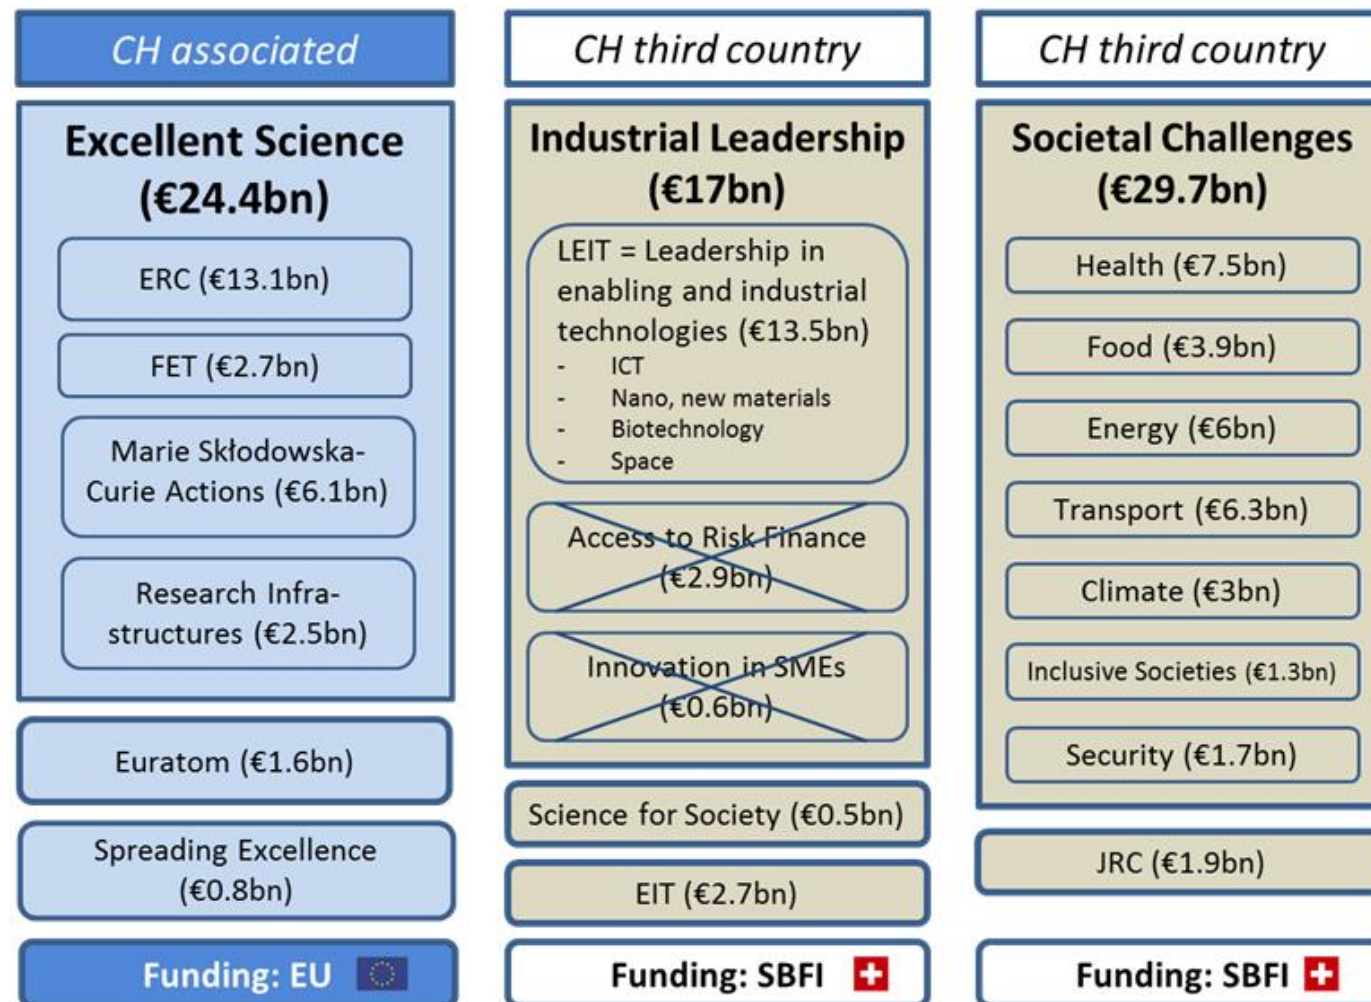 CH associated
Excellent Science
(€24.4bn)
ERC (€13.1bn)
FET (€2.7bn)
Marie Skłodowska-
Curie Actions (€6.1bn)
Research Infra-
structures (€2.5bn)
Euratom (€1.6bn)
Spreading Excellence
(€0.8bn)
Funding: EU
CH third country
Industrial Leadership
(€17bn)
LEIT = Leadership in
enabling and industrial
technologies (€13.5bn)
- ICT
- Nano, new materials
- Biotechnology
- Space
Access to Risk Finance
(€2.9bn)
Innovation in SMEs
(€0.6bn)
Science for Society (€0.5bn)
EIT (€2.7bn)
Funding: SBFI
CH third country
Societal Challenges
(€29.7bn)
Health (€7.5bn)
Food (€3.9bn)
Energy (€6bn)
Transport (€6.3bn)
Climate (€3bn)
Inclusive Societies (€1.3bn)
Security (€1.7bn)
JRC (€1.9bn)
Funding: SBFI